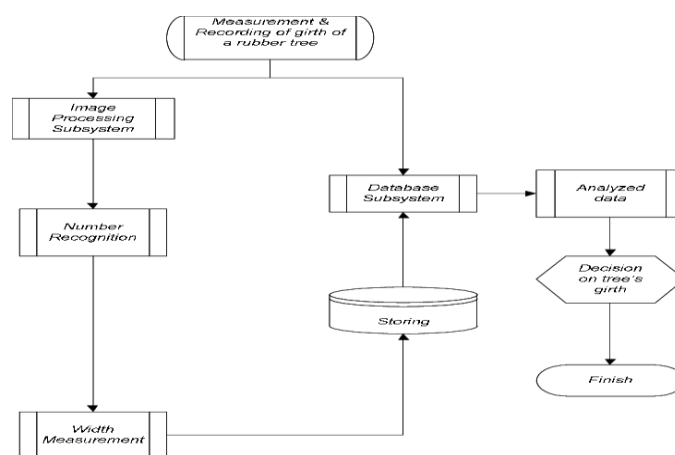 Measurement &
Recording of girth of
a rubber tree
Image
Processing
Subsystem
Number
Recognition
Width
Measurement
Storing
Database
Subsystem
Analyzed
data
Decision
on tree's
girth
Finish